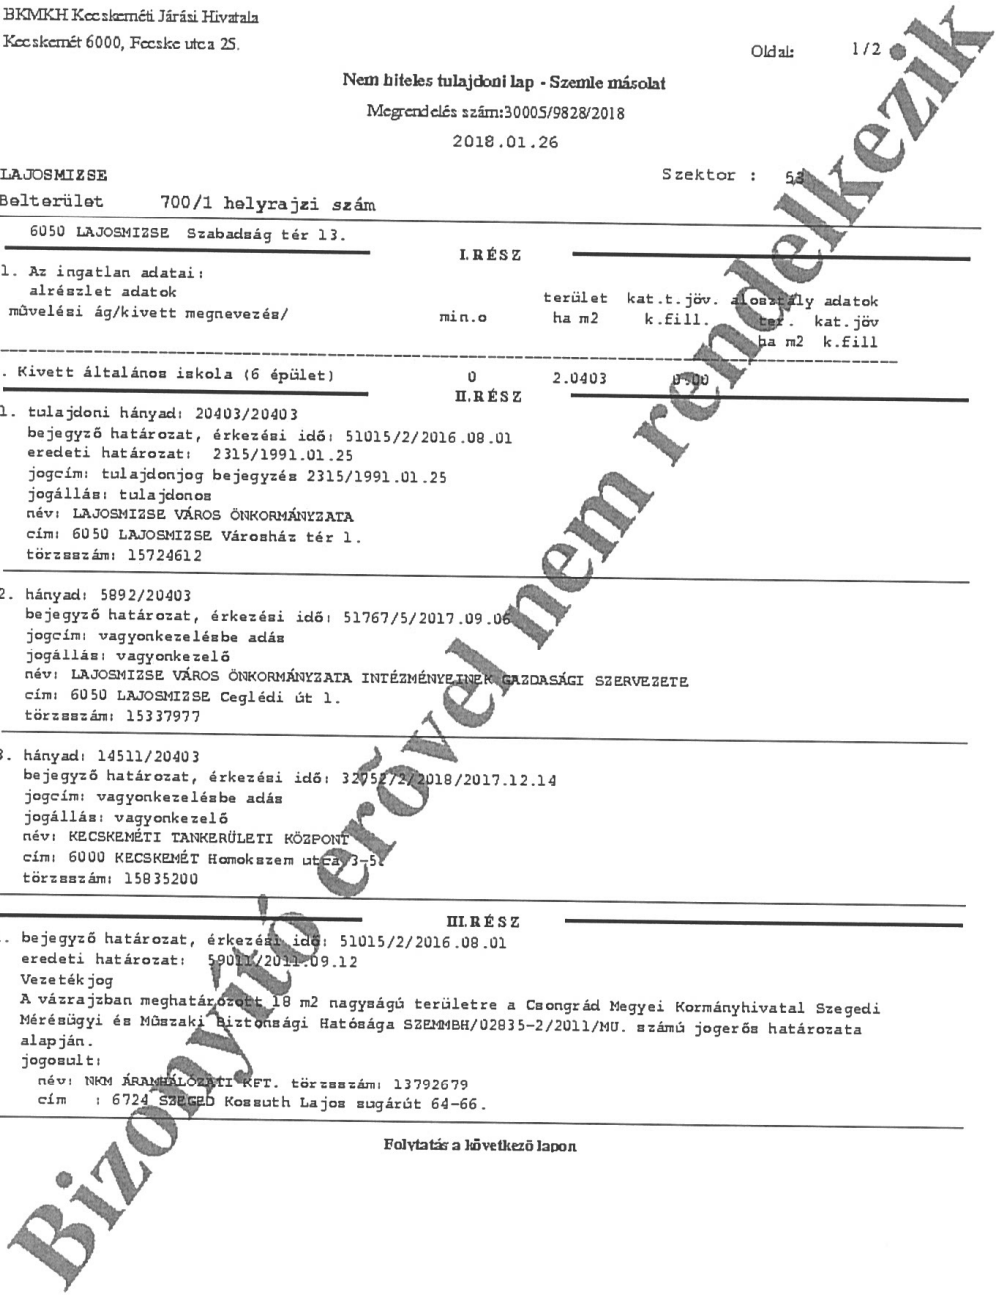 BKMKH Kecskeméti Járási Hivatala
Kecskemét 6000, Fecske utca 25.
Oldal: 1/2
Nem hiteles tulajdoni lap - Szemle másolat
Megrendelés szám:30005/9828/2018
2018.01.26
LAJOSMIZSE Szektor : 53
Belterület 700/1 helyrajzi szám
6050 LAJOSMIZSE Szabadság tér 13.
I.RÉSZ
1. Az ingatlan adatai:
alrészlet adatok
terület kat.t.jöv. alosztály adatok
művelési ág/kivett megnevezés/ min.o ha m2 k.fill. ter. kat.jöv
ha m2 k.fill
. Kivett általános iskola (6 épület) 0 2.0403 0.00
II.RÉSZ
1. tulajdoni hányad: 20403/20403
bejegyző határozat, érkezési idő: 51015/2/2016.08.01
eredeti határozat: 2315/1991.01.25
jogcím: tulajdonjog bejegyzés 2315/1991.01.25
jogállás: tulajdonos
név: LAJOSMIZSE VÁROS ÖNKORMÁNYZATA
cím: 6050 LAJOSMIZSE Városház tér 1.
törzsszám: 15724612
2. hányad: 5892/20403
bejegyző határozat, érkezési idő: 51767/5/2017.09.06
jogcím: vagyonkezelésbe adás
jogállás: vagyonkezelő
név: LAJOSMIZSE VÁROS ÖNKORMÁNYZATA INTÉZMÉNYEINEK GAZDASÁGI SZERVEZETE
cím: 6050 LAJOSMIZSE Ceglédi út 1.
törzsszám: 15337977
3. hányad: 14511/20403
bejegyző határozat, érkezési idő: 32752/2/2018/2017.12.14
jogcím: vagyonkezelésbe adás
jogállás: vagyonkezelő
név: KECSKEMÉTI TANKERÜLETI KÖZPONT
cím: 6000 KECSKEMÉT Homokszem utca 3-5.
törzsszám: 15835200
III.RÉSZ
. bejegyző határozat, érkezési idő: 51015/2/2016.08.01
eredeti határozat: 59011/2011.09.12
Vezetékjog
A vázrajzban meghatározott 18 m2 nagyságú területre a Csongrád Megyei Kormányhivatal Szegedi
Mérésügyi és Műszaki Biztonsági Hatósága SZEMMBH/02835-2/2011/MU. számú jogerős határozata
alapján.
jogosult:
név: NKM ÁRAMHÁLÓZATI KFT. törzsszám: 13792679
cím : 6724 SZEGED Kossuth Lajos sugárút 64-66.
Folytatás a következő lapon
Bizonyító erővel nem rendelkezik